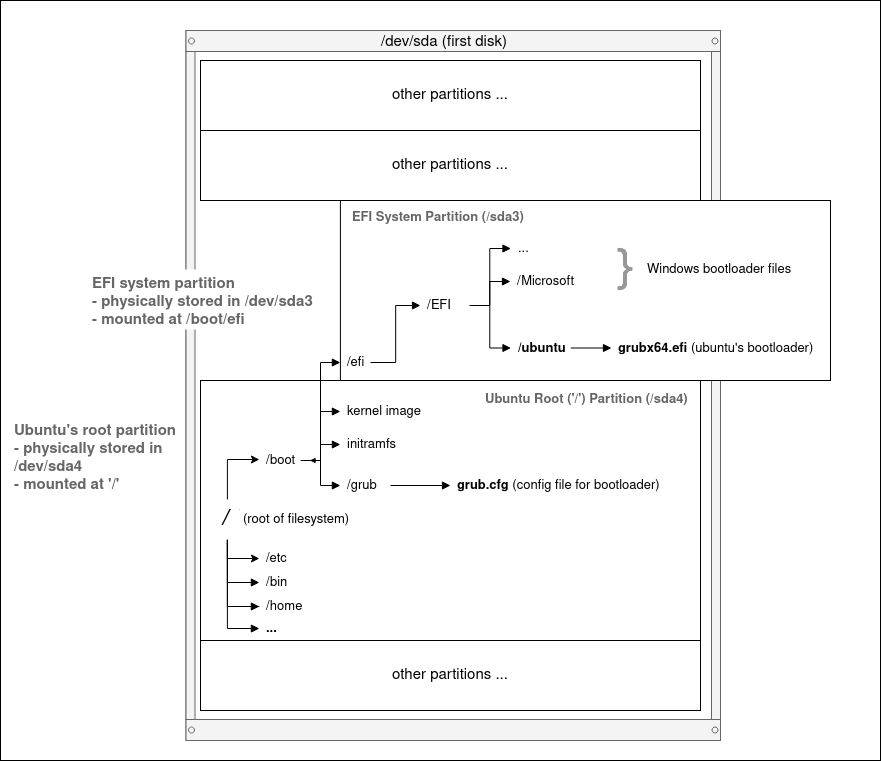 /dev/sda (first disk)
other partitions ...
other partitions ...
EFI System Partition (/sda3)
...
/Microsoft
} Windows bootloader files
EFI system partition
- physically stored in /dev/sda3
- mounted at /boot/efi
/EFI
/ubuntu
grubx64.efi (ubuntu's bootloader)
/efi
Ubuntu Root ('/') Partition (/sda4)
kernel image
Ubuntu's root partition
- physically stored in
/dev/sda4
- mounted at '/'
initramfs
/boot
/grub
grub.cfg (config file for bootloader)
/ (root of filesystem)
/etc
/bin
/home
...
other partitions ...